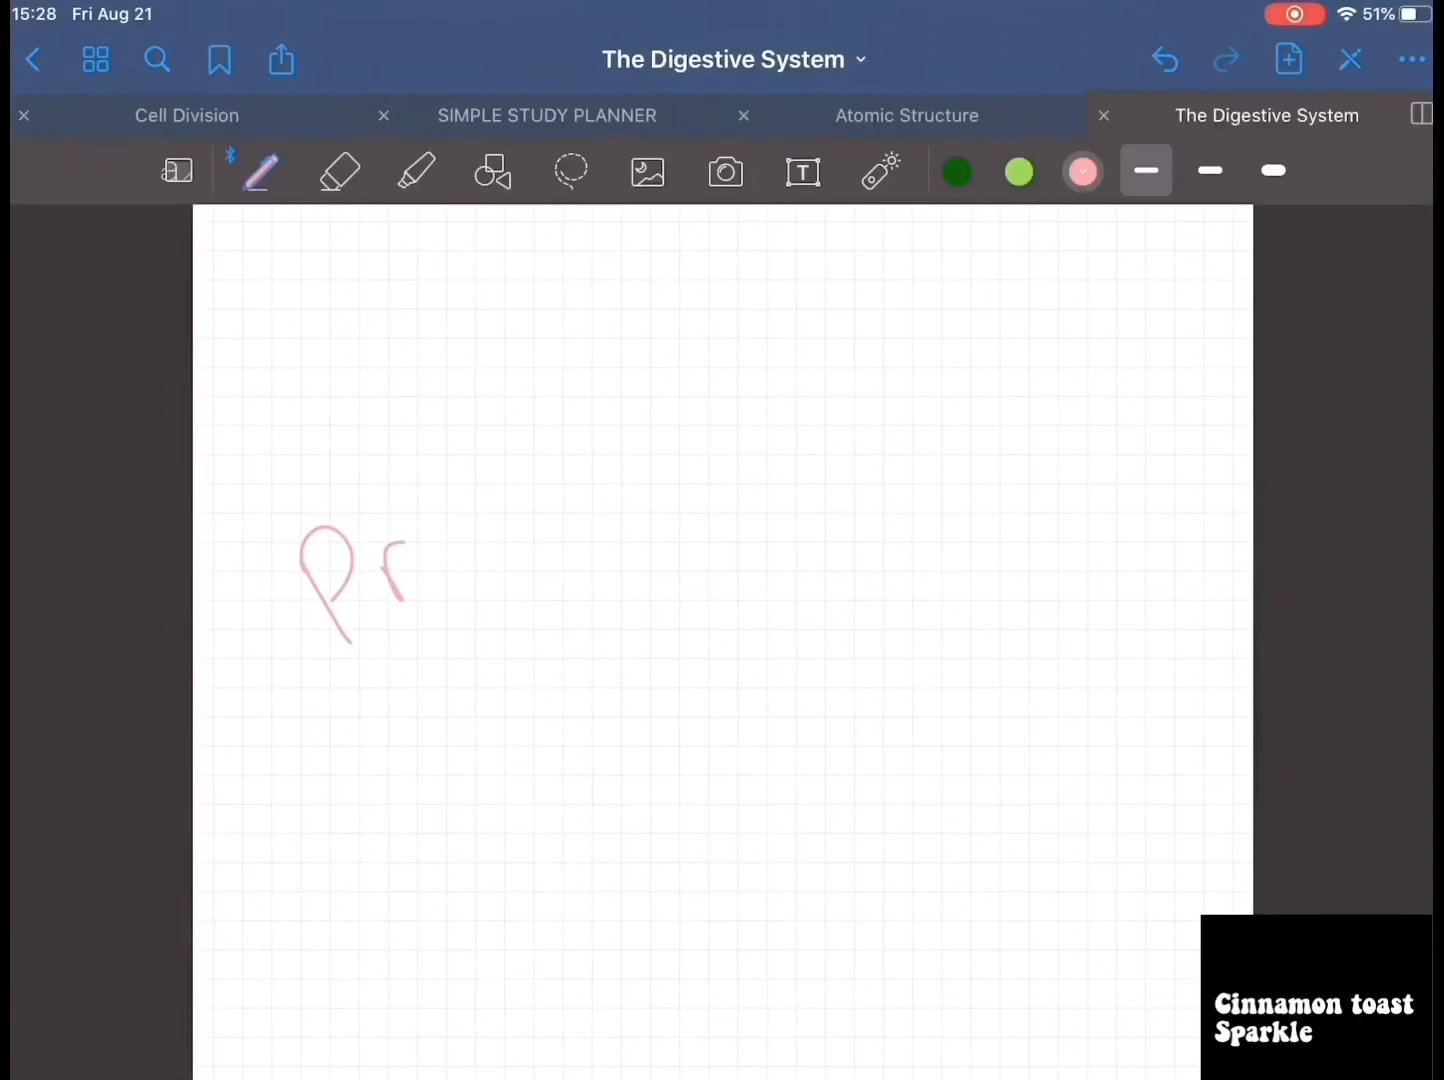 15:28 Fri Aug 21 51%
The Digestive System
Cell Division SIMPLE STUDY PLANNER Atomic Structure The Digestive System
T
Pr
Cinnamon toast
Sparkle